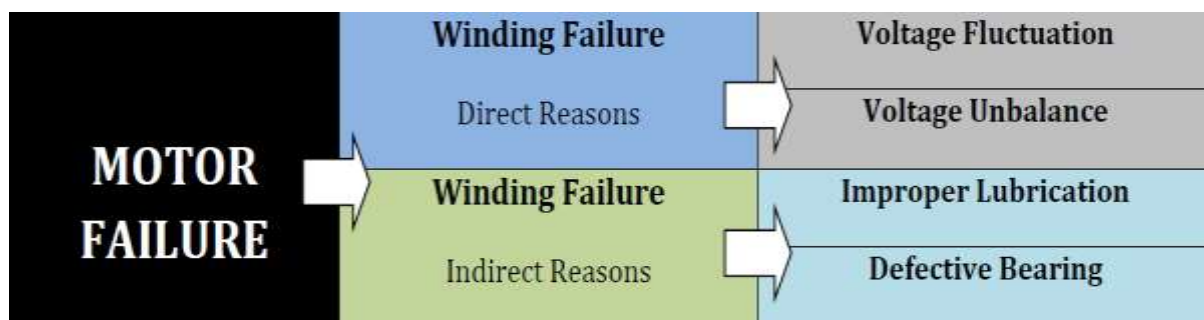 MOTOR
FAILURE
Winding Failure
Direct Reasons
Winding Failure
Indirect Reasons
Voltage Fluctuation
Voltage Unbalance
Improper Lubrication
Defective Bearing